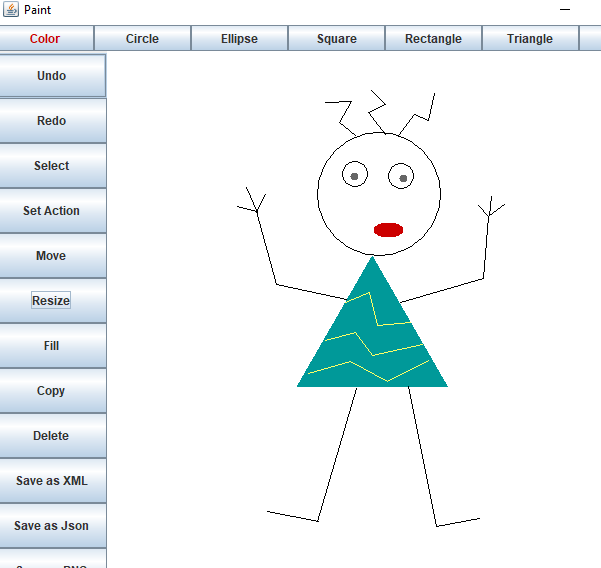 Paint
Color Circle Ellipse Square Rectangle Triangle
Undo
Redo
Select
Set Action
Move
Resize
Fill
Copy
Delete
Save as XML
Save as Json